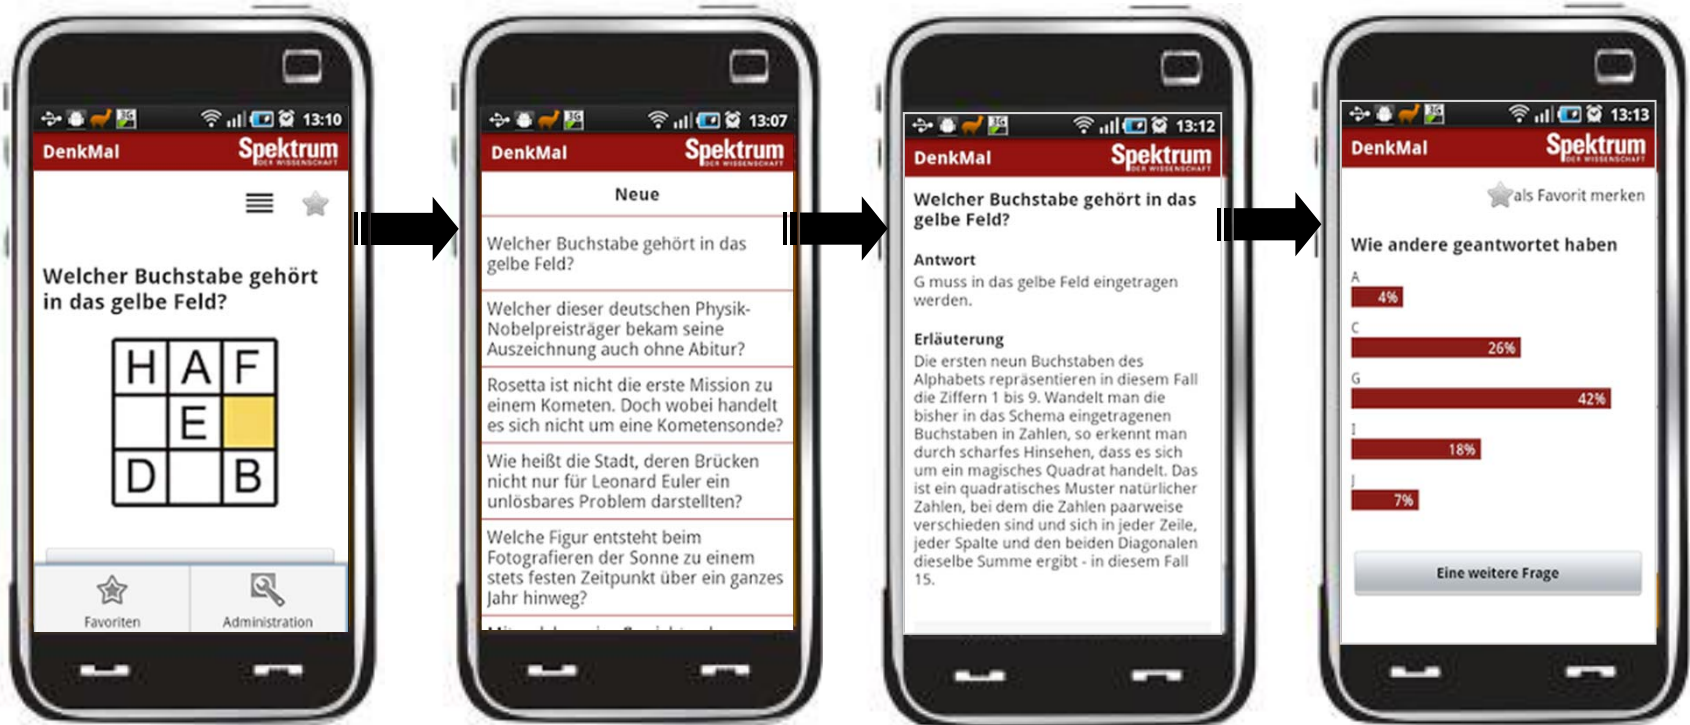 13:10
DenkMal
Spektrum
DER WISSENSCHAFT
Welcher Buchstabe gehört
in das gelbe Feld?
H A F
E
D B
Favoriten Administration
13:07
DenkMal
Spektrum
DER WISSENSCHAFT
Neue
Welcher Buchstabe gehört in das
gelbe Feld?
Welcher dieser deutschen Physik-
Nobelpreisträger bekam seine
Auszeichnung auch ohne Abitur?
Rosetta ist nicht die erste Mission zu
einem Kometen. Doch wobei handelt
es sich nicht um eine Kometensonde?
Wie heißt die Stadt, deren Brücken
nicht nur für Leonard Euler ein
unlösbares Problem darstellten?
Welche Figur entsteht beim
Fotografieren der Sonne zu einem
stets festen Zeitpunkt über ein ganzes
Jahr hinweg?
13:12
DenkMal
Spektrum
DER WISSENSCHAFT
Welcher Buchstabe gehört in das
gelbe Feld?
Antwort
G muss in das gelbe Feld eingetragen
werden.
Erläuterung
Die ersten neun Buchstaben des
Alphabets repräsentieren in diesem Fall
die Ziffern 1 bis 9. Wandelt man die
bisher in das Schema eingetragenen
Buchstaben in Zahlen, so erkennt man
durch scharfes Hinsehen, dass es sich
um ein magisches Quadrat handelt. Das
ist ein quadratisches Muster natürlicher
Zahlen, bei dem die Zahlen paarweise
verschieden sind und sich in jeder Zeile,
jeder Spalte und den beiden Diagonalen
dieselbe Summe ergibt - in diesem Fall
15.
13:13
DenkMal
Spektrum
DER WISSENSCHAFT
als Favorit merken
Wie andere geantwortet haben
A
4%
C
26%
G
42%
I
18%
J
7%
Eine weitere Frage